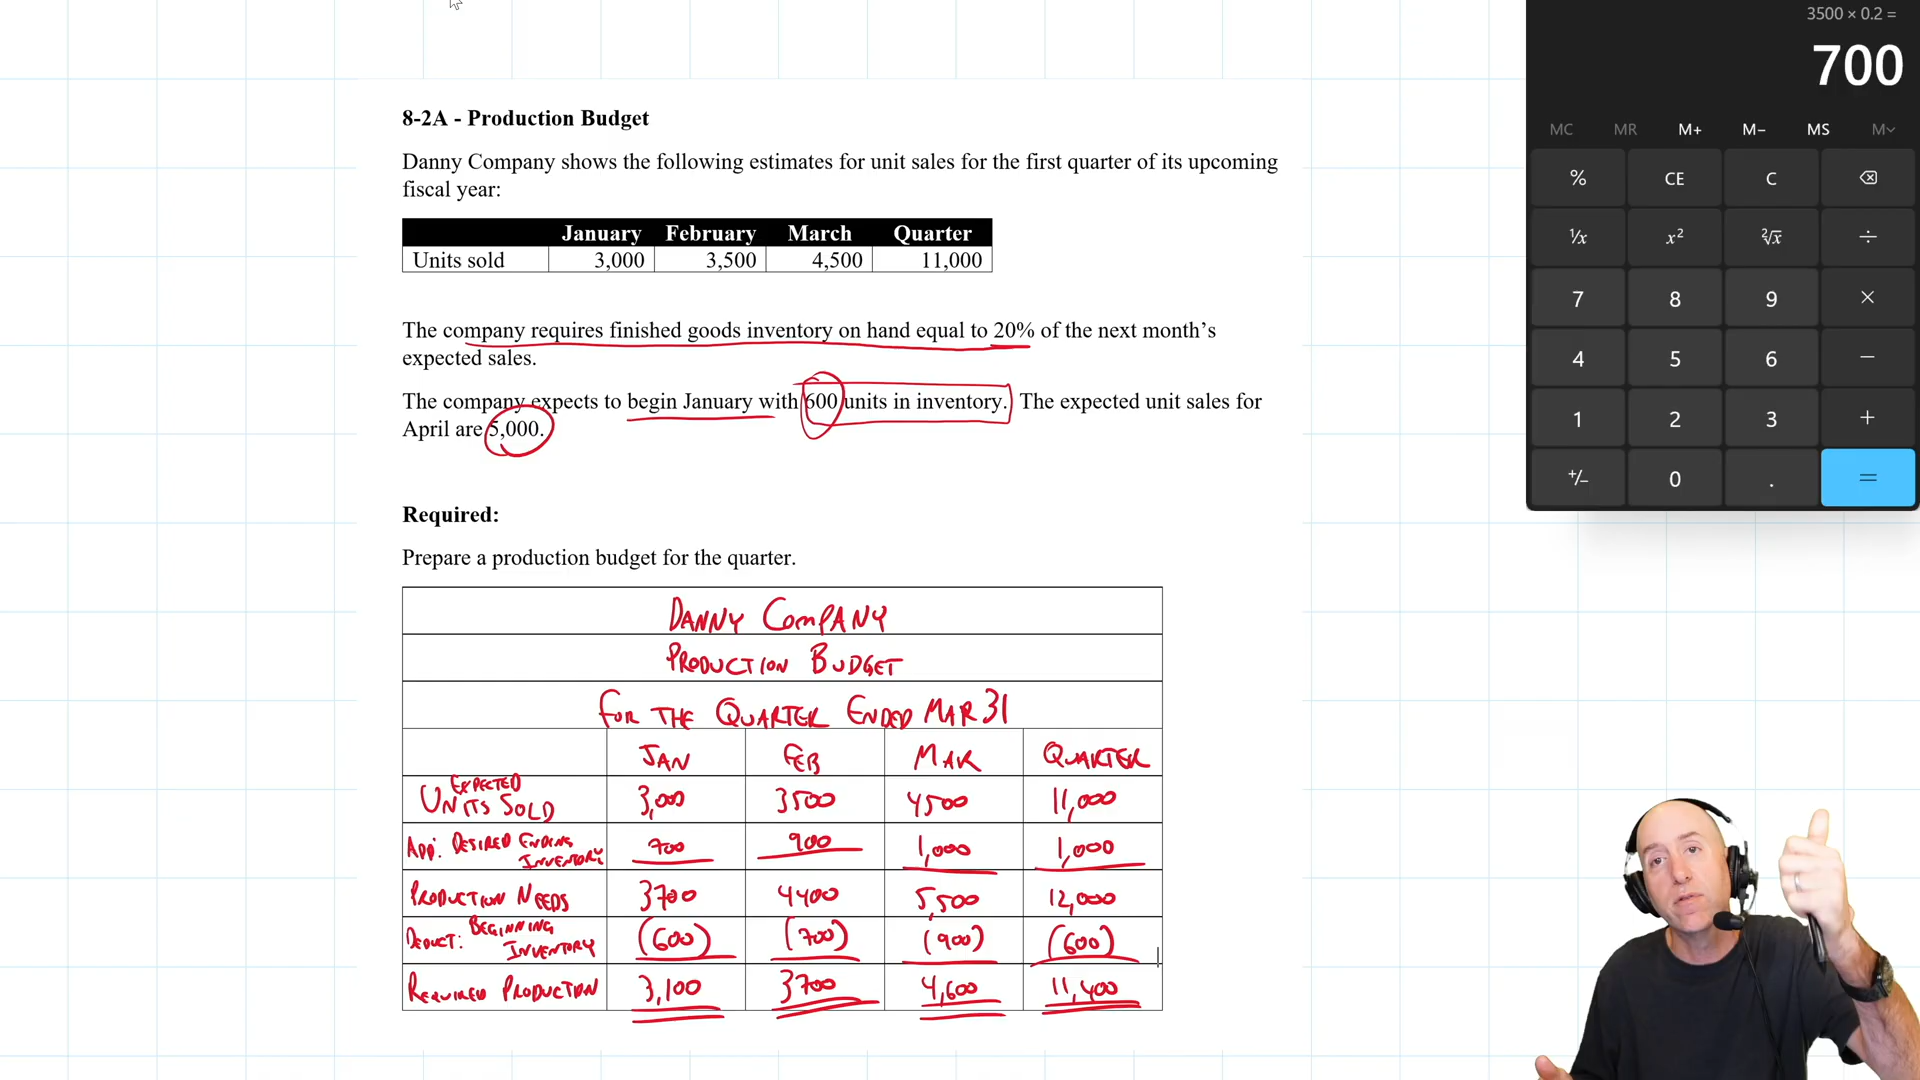 3500 × 0.2 =
700
MC MR M+ M− MS M˅
% CE C ⌫
¹/x x² ²√x ÷
7 8 9 ×
4 5 6 −
1 2 3 +
+/− 0 . =
8-2A - Production Budget
Danny Company shows the following estimates for unit sales for the first quarter of its upcoming
fiscal year:
January February March Quarter
Units sold 3,000 3,500 4,500 11,000
The company requires finished goods inventory on hand equal to 20% of the next month’s
expected sales.
The company expects to begin January with 600 units in inventory. The expected unit sales for
April are 5,000.
Required:
Prepare a production budget for the quarter.
DANNY COMPANY
PRODUCTION BUDGET
FOR THE QUARTER ENDED MAR 31
JAN FEB MAR QUARTER
EXPECTED
UNITS SOLD 3,000 3500 4500 11,000
ADD: DESIRED ENDING
INVENTORY 700 900 1,000 1,000
PRODUCTION NEEDS 3700 4400 5,500 12,000
DEDUCT: BEGINNING
INVENTORY (600) (700) (900) (600)
REQUIRED PRODUCTION 3,100 3700 4,600 11,400